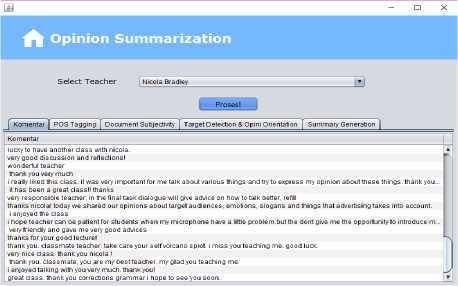 Opinion Summarization
Select Teacher
Nicola Bradley
Proses!
Komentar
POS Tagging
Document Subjectivity
Target Detection & Opini Orientation
Summary Generation
Komentar
lucky to have another class with nicola.
very good discussion and reflections!
wonderful teacher
thank you very much
i really liked this class. it was very important for me talk about various things and try to express my opinion about these things. thank you...
it has been a great class!! thanks
very responsible teacher, in the final task dialogue will give advice on how to talk better, refill
thanks nicola! today we shared our opinions about target audiences, emotions, slogans and things that advertising takes into account.
i enjoyed the class
i hope teacher can be patient for students when my microphone have a little problem.but the dent give me the opportunity to introduce m...
very friendly and gave me very good advices
thanks for your good lecture!
thank you. classmate teacher. take care your self volcano splot. i miss you teaching me. good luck.
very nice class. thank you nicola !
thank you. classmate, you are my best teacher. my glad you teaching me.
i enjoyed talking with you very much. thank you!
great class. thank you corrections grammar i hope to see you soon.